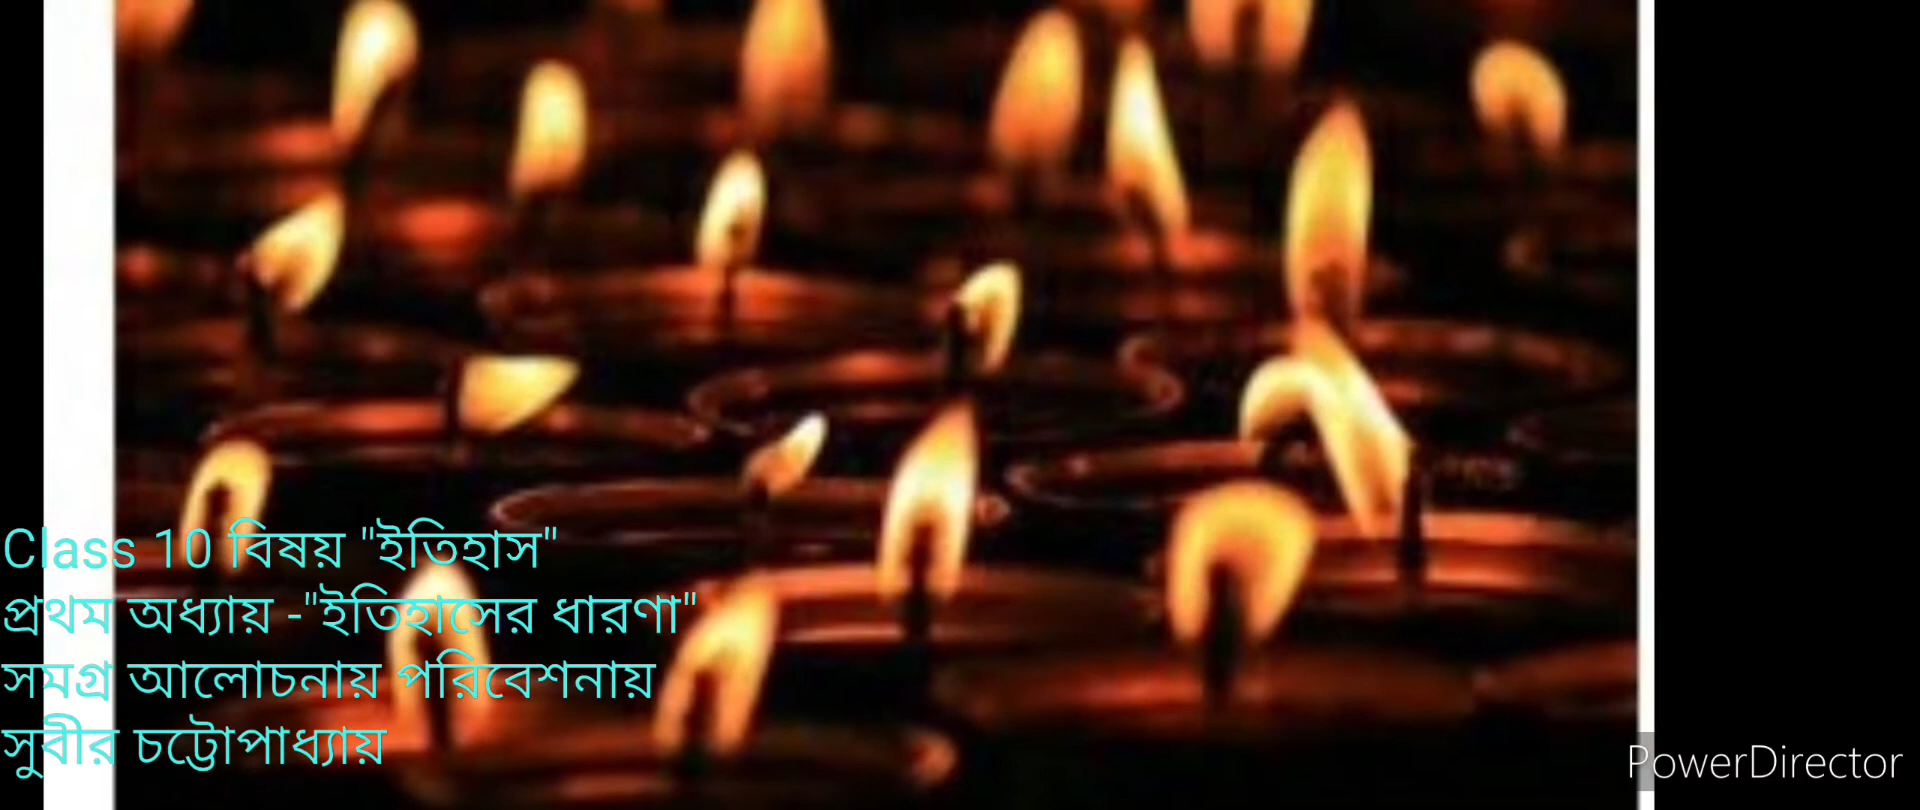 Class 10 বিষয় "ইতিহাস"
প্রথম অধ্যায় -"ইতিহাসের ধারণা"
সমগ্র আলোচনায় পরিবেশনায়
সুবীর চট্টোপাধ্যায়
PowerDirector